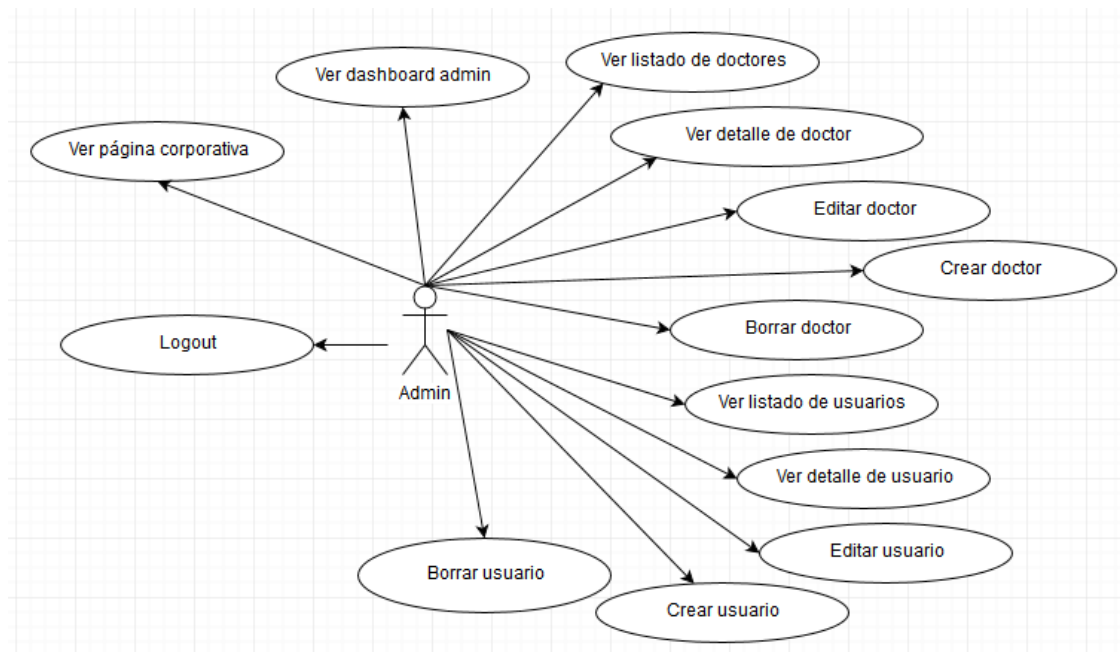 Ver listado de doctores
Ver dashboard admin
Ver detalle de doctor
Ver página corporativa
Editar doctor
Crear doctor
Borrar doctor
Logout
Admin
Ver listado de usuarios
Ver detalle de usuario
Editar usuario
Borrar usuario
Crear usuario